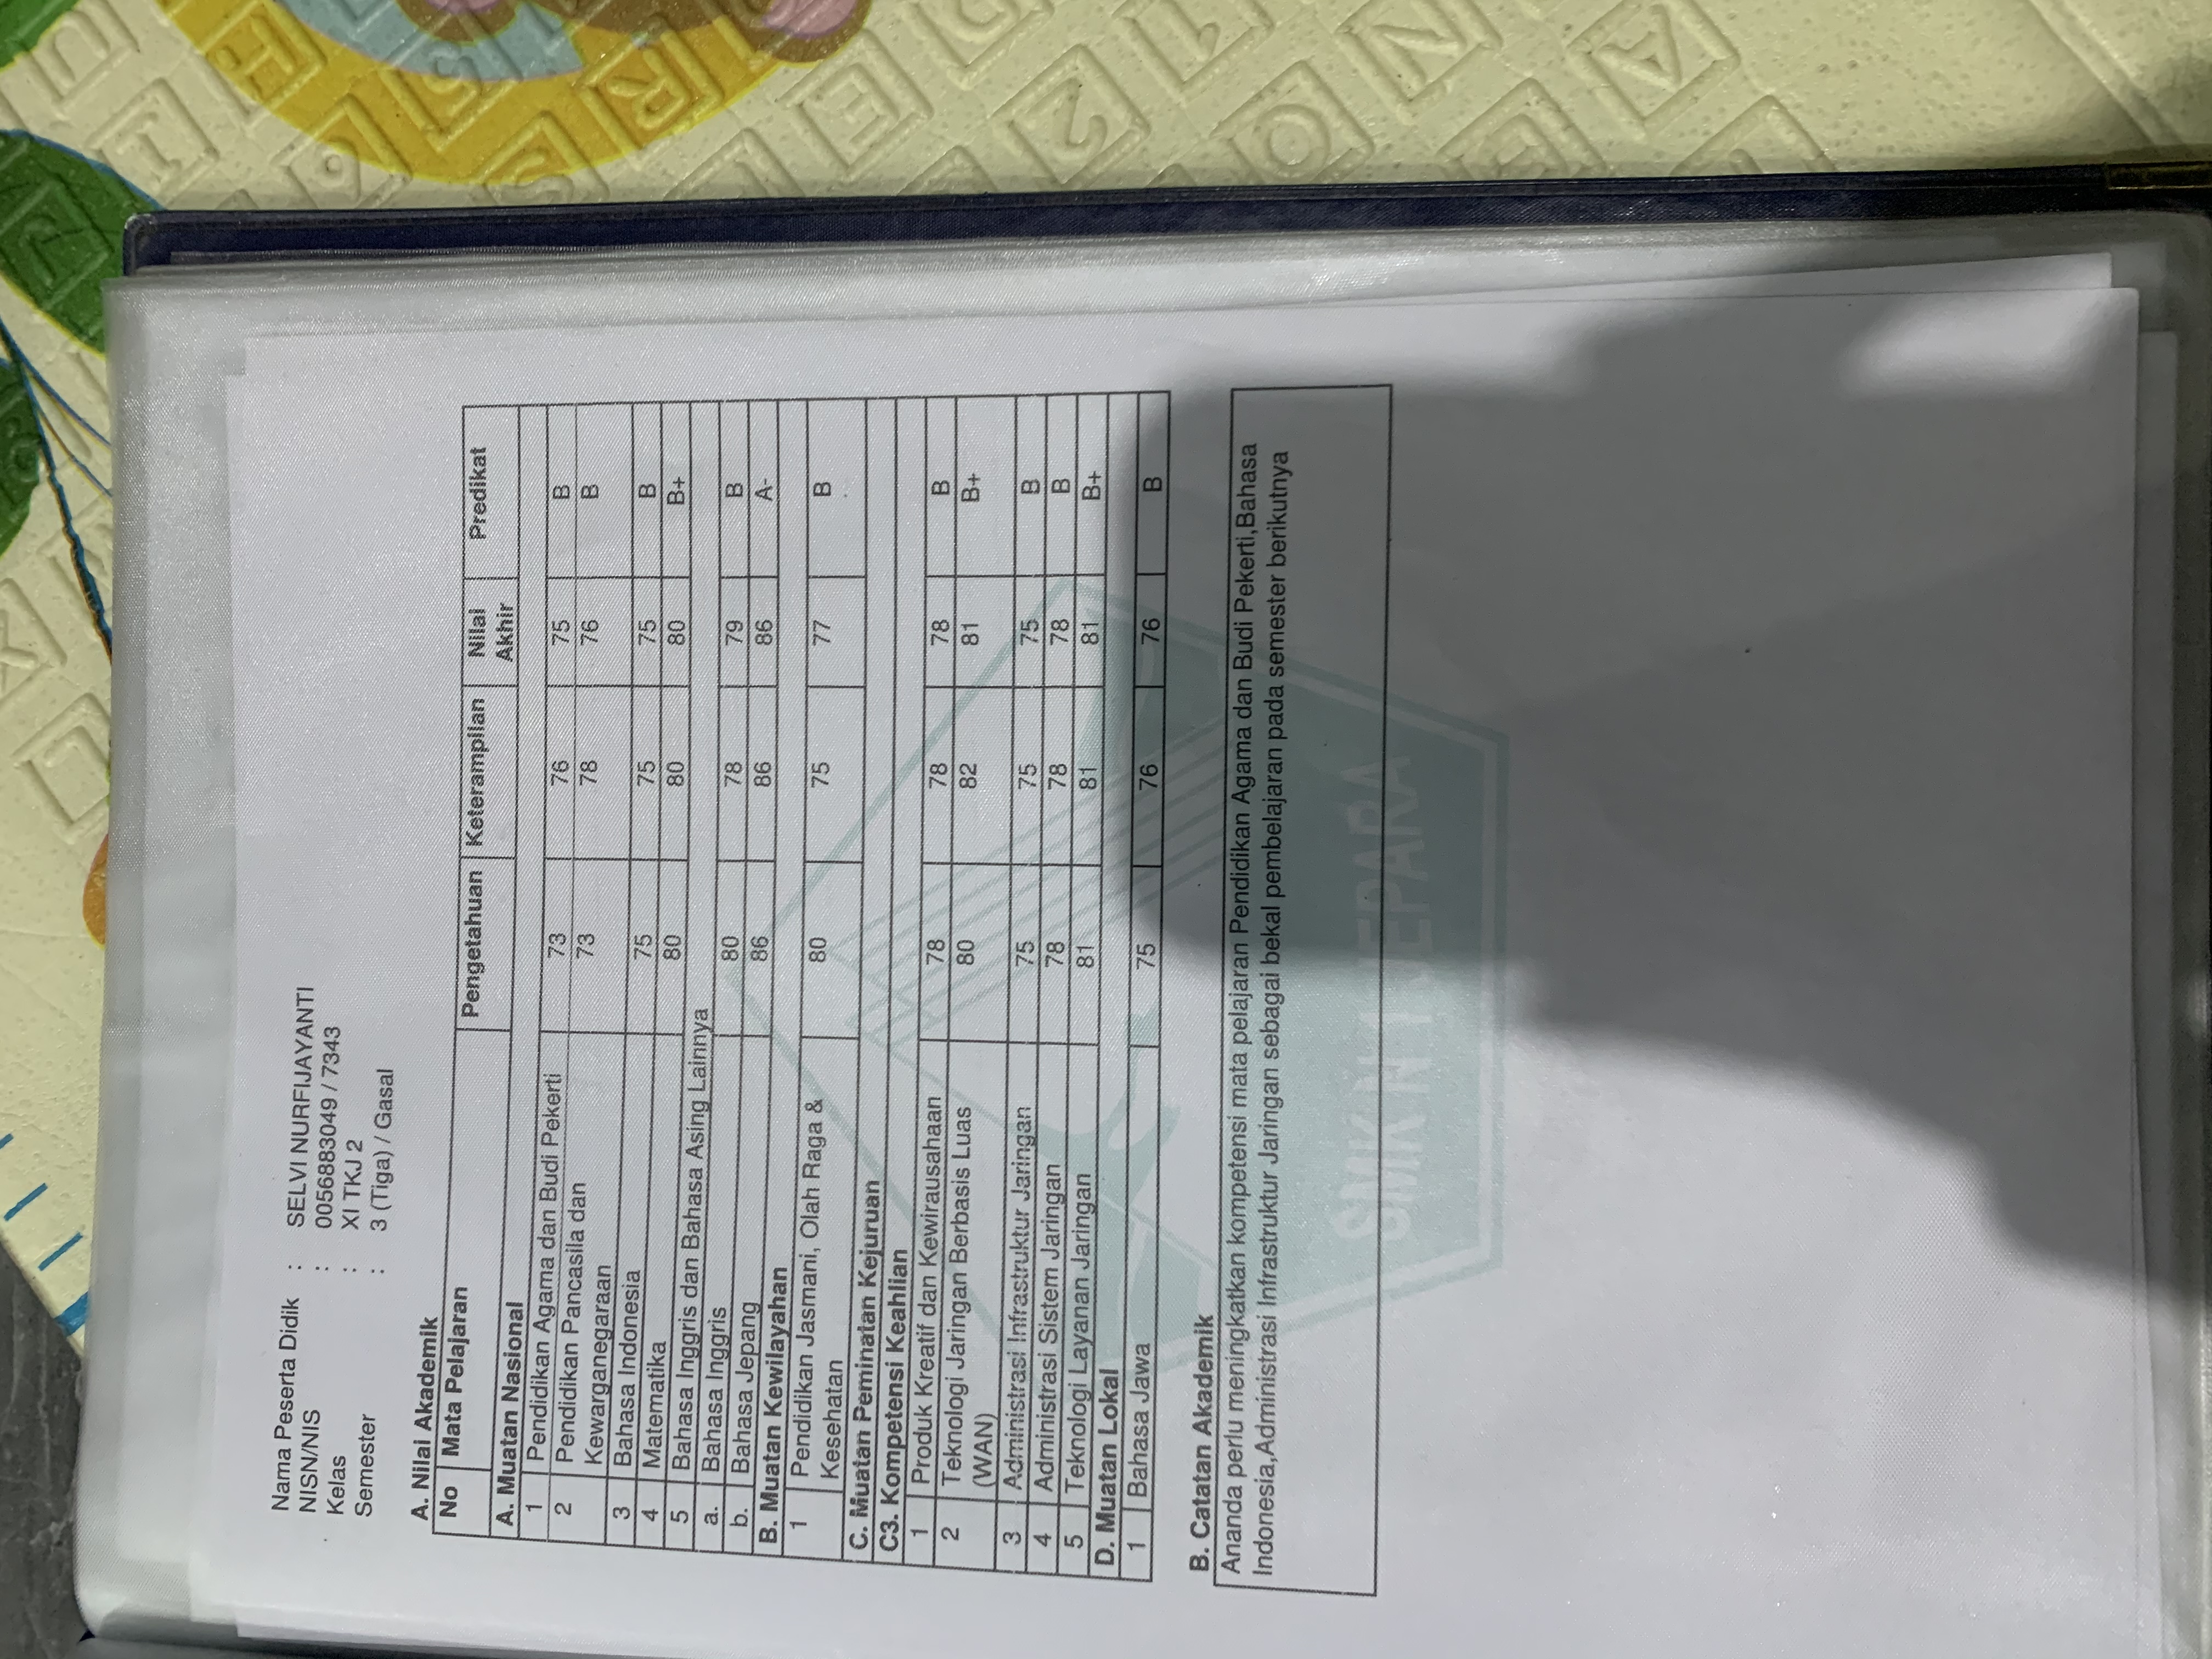 Nama Peserta Didik : SELVI NURFIJAYANTI
NISN/NIS : 0056883049 / 7343
Kelas : XI TKJ 2
Semester : 3 (Tiga) / Gasal
A. Nilai Akademik
No Mata Pelajaran Pengetahuan Keterampilan Nilai Akhir Predikat
A. Muatan Nasional
1 Pendidikan Agama dan Budi Pekerti 73 76 75 B
2 Pendidikan Pancasila dan 73 78 76 B
Kewarganegaraan
3 Bahasa Indonesia 75 75 75 B
4 Matematika 80 80 80 B+
5 Bahasa Inggris dan Bahasa Asing Lainnya
a. Bahasa Inggris 80 78 79 B
b. Bahasa Jepang 86 86 86 A-
B. Muatan Kewilayahan
1 Pendidikan Jasmani, Olah Raga & 80 75 77 B
Kesehatan
C. Muatan Peminatan Kejuruan
C3. Kompetensi Keahlian
1 Produk Kreatif dan Kewirausahaan 78 78 78 B
2 Teknologi Jaringan Berbasis Luas 80 82 81 B+
(WAN)
3 Administrasi Infrastruktur Jaringan 75 75 75 B
4 Administrasi Sistem Jaringan 78 78 78 B
5 Teknologi Layanan Jaringan 81 81 81 B+
D. Muatan Lokal
1 Bahasa Jawa 75 76 76 B
B. Catatan Akademik
Ananda perlu meningkatkan kompetensi mata pelajaran Pendidikan Agama dan Budi Pekerti,Bahasa
Indonesia,Administrasi Infrastruktur Jaringan sebagai bekal pembelajaran pada semester berikutnya
SMK N 1 JEPARA